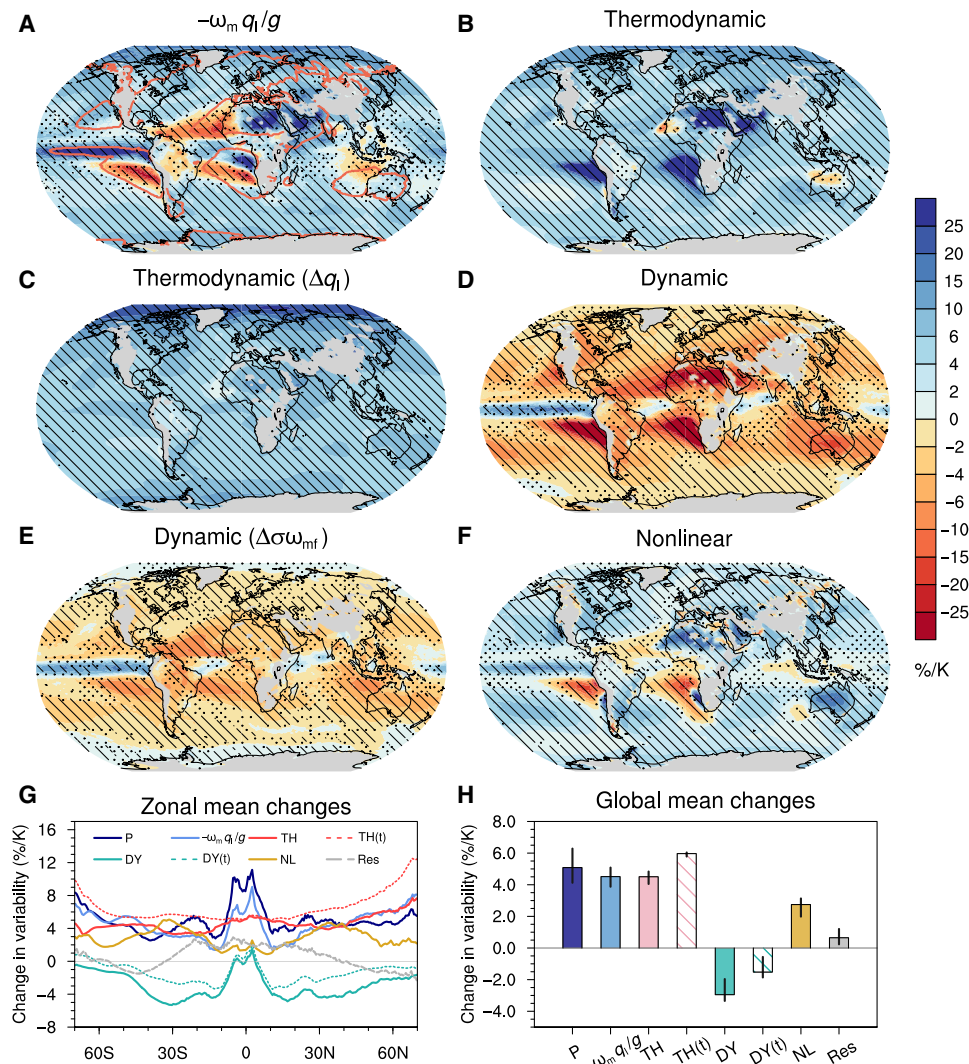 A
−ω_m q_l/g
B
Thermodynamic
C
Thermodynamic (Δq_l)
D
Dynamic
E
Dynamic (Δσω_mf)
F
Nonlinear
25
20
15
10
6
4
2
0
−2
−4
−6
−10
−15
−20
−25
%/K
G
Zonal mean changes
Change in variability (%/K)
16
12
8
4
0
−4
−8
P
−ω_m q_l/g
TH
TH(t)
DY
DY(t)
NL
Res
60S
30S
0
30N
60N
H
Global mean changes
Change in variability (%/K)
8.0
6.0
4.0
2.0
0.0
−2.0
−4.0
P
ω_m q_l/g
TH
TH(t)
DY
DY(t)
NL
Res